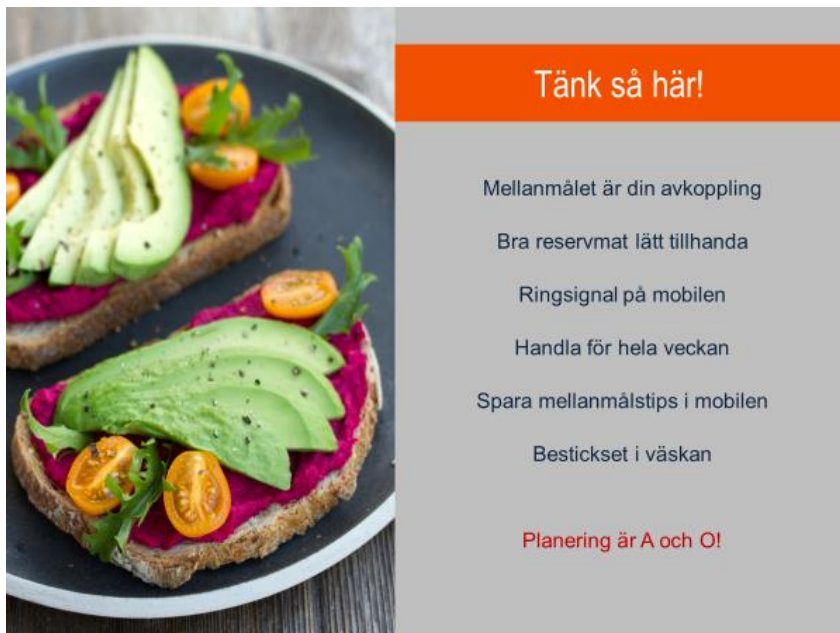 Tänk så här!
Mellanmålet är din avkoppling
Bra reservmat lätt tillhanda
Ringsignal på mobilen
Handla för hela veckan
Spara mellanmålstips i mobilen
Bestickset i väskan
Planering är A och O!